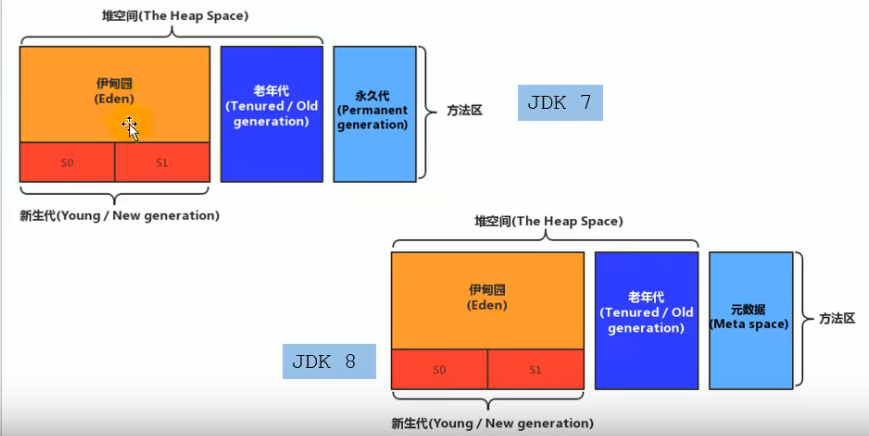 堆空间(The Heap Space)
伊甸园
(Eden)
S0
S1
老年代
(Tenured / Old
generation)
永久代
(Permanent
generation)
方法区
JDK 7
新生代(Young / New generation)
堆空间(The Heap Space)
伊甸园
(Eden)
S0
S1
老年代
(Tenured / Old
generation)
元数据
(Meta space)
方法区
JDK 8
新生代(Young / New generation)